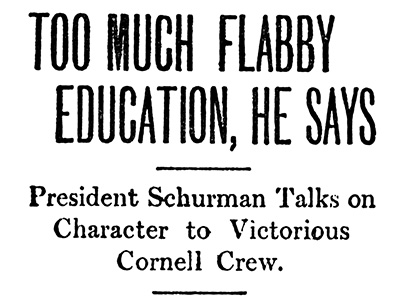 TOO MUCH FLABBY
EDUCATION, HE SAYS
President Schurman Talks on
Character to Victorious
Cornell Crew.